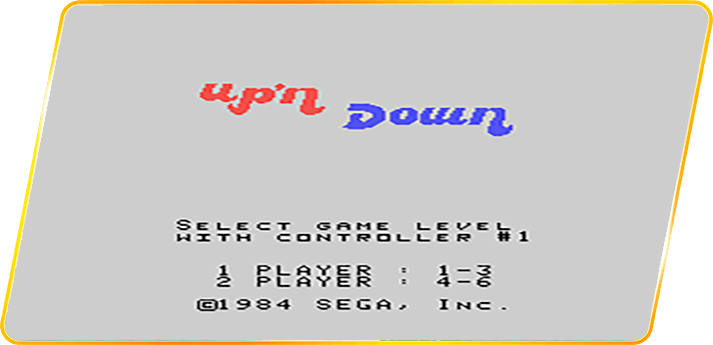 up'n Down
SELECT GAME LEVEL
WITH CONTROLLER #1
1 PLAYER : 1-3
2 PLAYER : 4-6
©1984 SEGA, Inc.